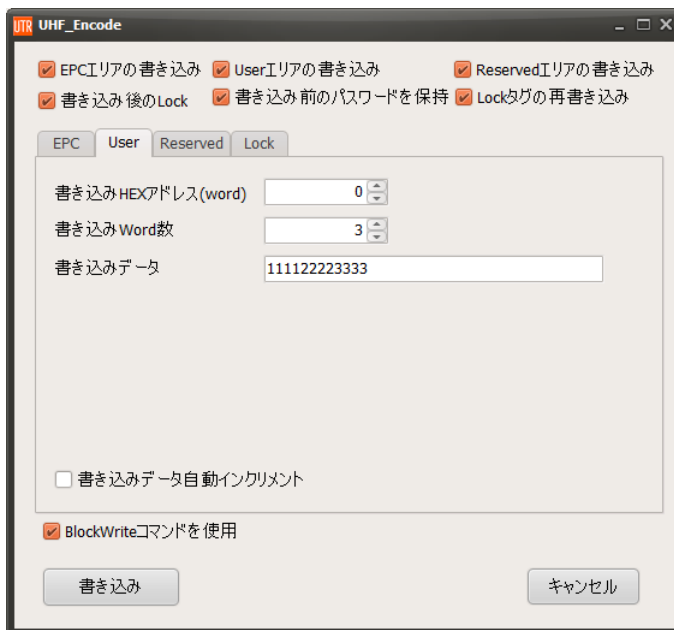 UTR UHF_Encode
EPCエリアの書き込み Userエリアの書き込み Reservedエリアの書き込み
書き込み後のLock 書き込み前のパスワードを保持 Lockタグの再書き込み
EPC User Reserved Lock
書き込みHEXアドレス(word) 0
書き込みWord数 3
書き込みデータ 111122223333
書き込みデータ自動インクリメント
BlockWriteコマンドを使用
書き込み キャンセル